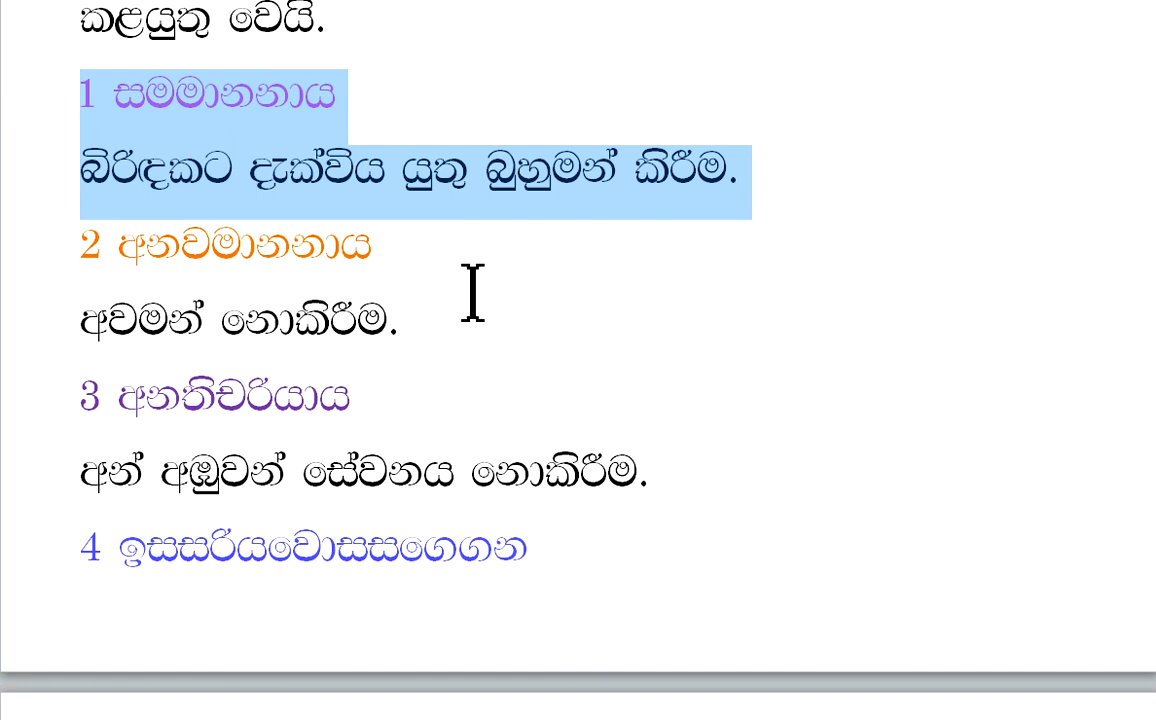 කළයුතු වෙයි.
1 සමමානනාය
බිරිඳකට දැක්විය යුතු බුහුමන් කිරීම.
2 අනවමානනාය
අවමන් නොකිරීම.
3 අනතිචරියාය
අන් අඹුවන් සේවනය නොකිරීම.
4 ඉසසරියවොසසගෙගන